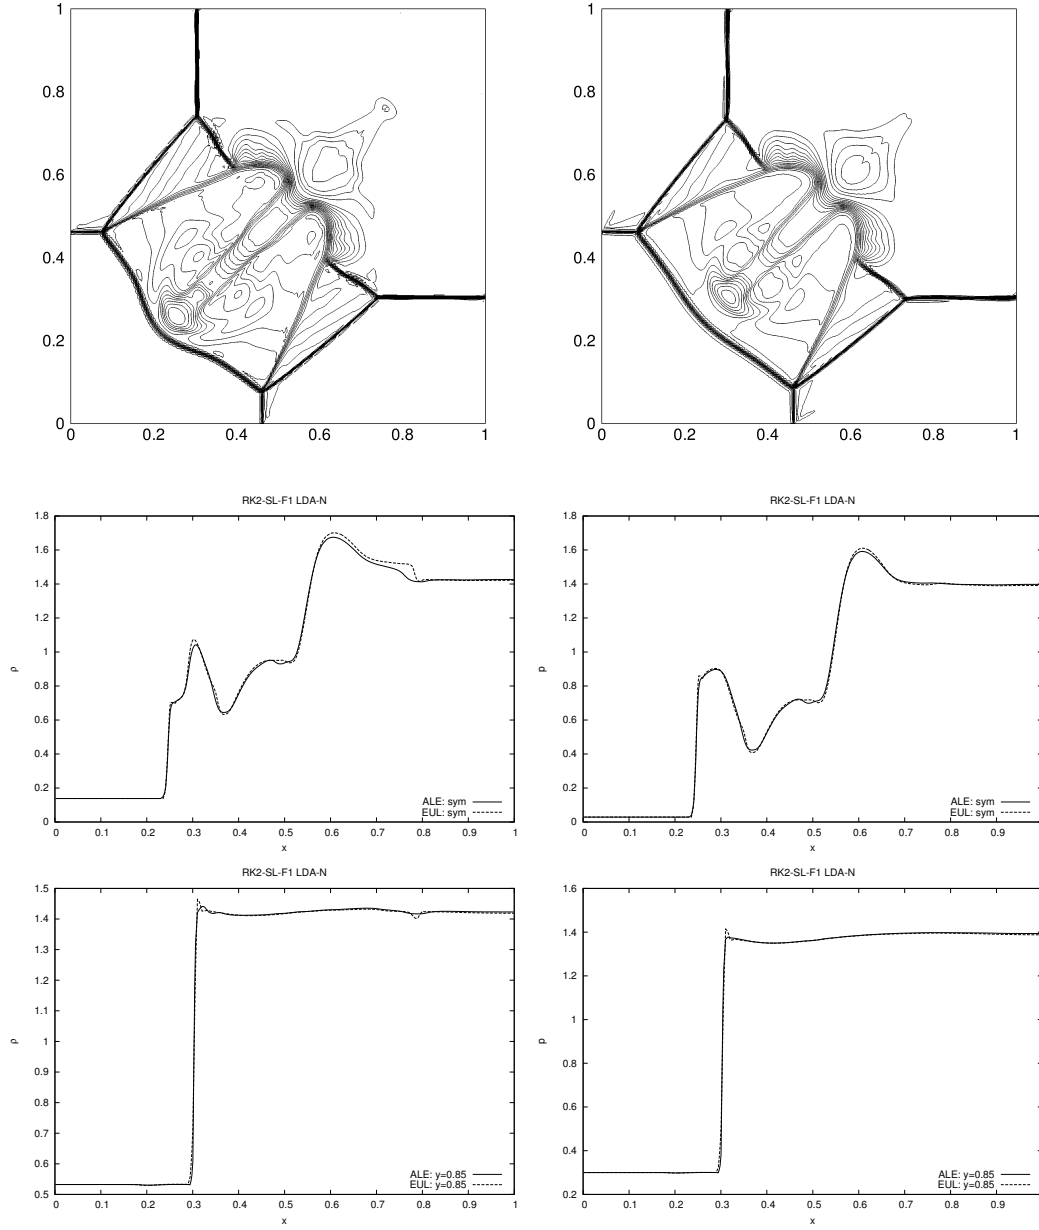 1
0.8
0.6
0.4
0.2
0
0 0.2 0.4 0.6 0.8 1
1
0.8
0.6
0.4
0.2
0
0 0.2 0.4 0.6 0.8 1
RK2-SL-F1 LDA-N
1.8
1.6
1.4
1.2
1
0.8
0.6
0.4
0.2
0
ρ
ALE: sym
EUL: sym
0 0.1 0.2 0.3 0.4 0.5 0.6 0.7 0.8 0.9 1
x
RK2-SL-F1 LDA-N
1.8
1.6
1.4
1.2
1
0.8
0.6
0.4
0.2
0
p
ALE: sym
EUL: sym
0 0.1 0.2 0.3 0.4 0.5 0.6 0.7 0.8 0.9
x
RK2-SL-F1 LDA-N
1.5
1.4
1.3
1.2
1.1
1
0.9
0.8
0.7
0.6
0.5
ρ
ALE: y=0.85
EUL: y=0.85
0 0.1 0.2 0.3 0.4 0.5 0.6 0.7 0.8 0.9 1
x
RK2-SL-F1 LDA-N
1.6
1.4
1.2
1
0.8
0.6
0.4
0.2
p
ALE: y=0.85
EUL: y=0.85
0 0.1 0.2 0.3 0.4 0.5 0.6 0.7 0.8 0.9
x